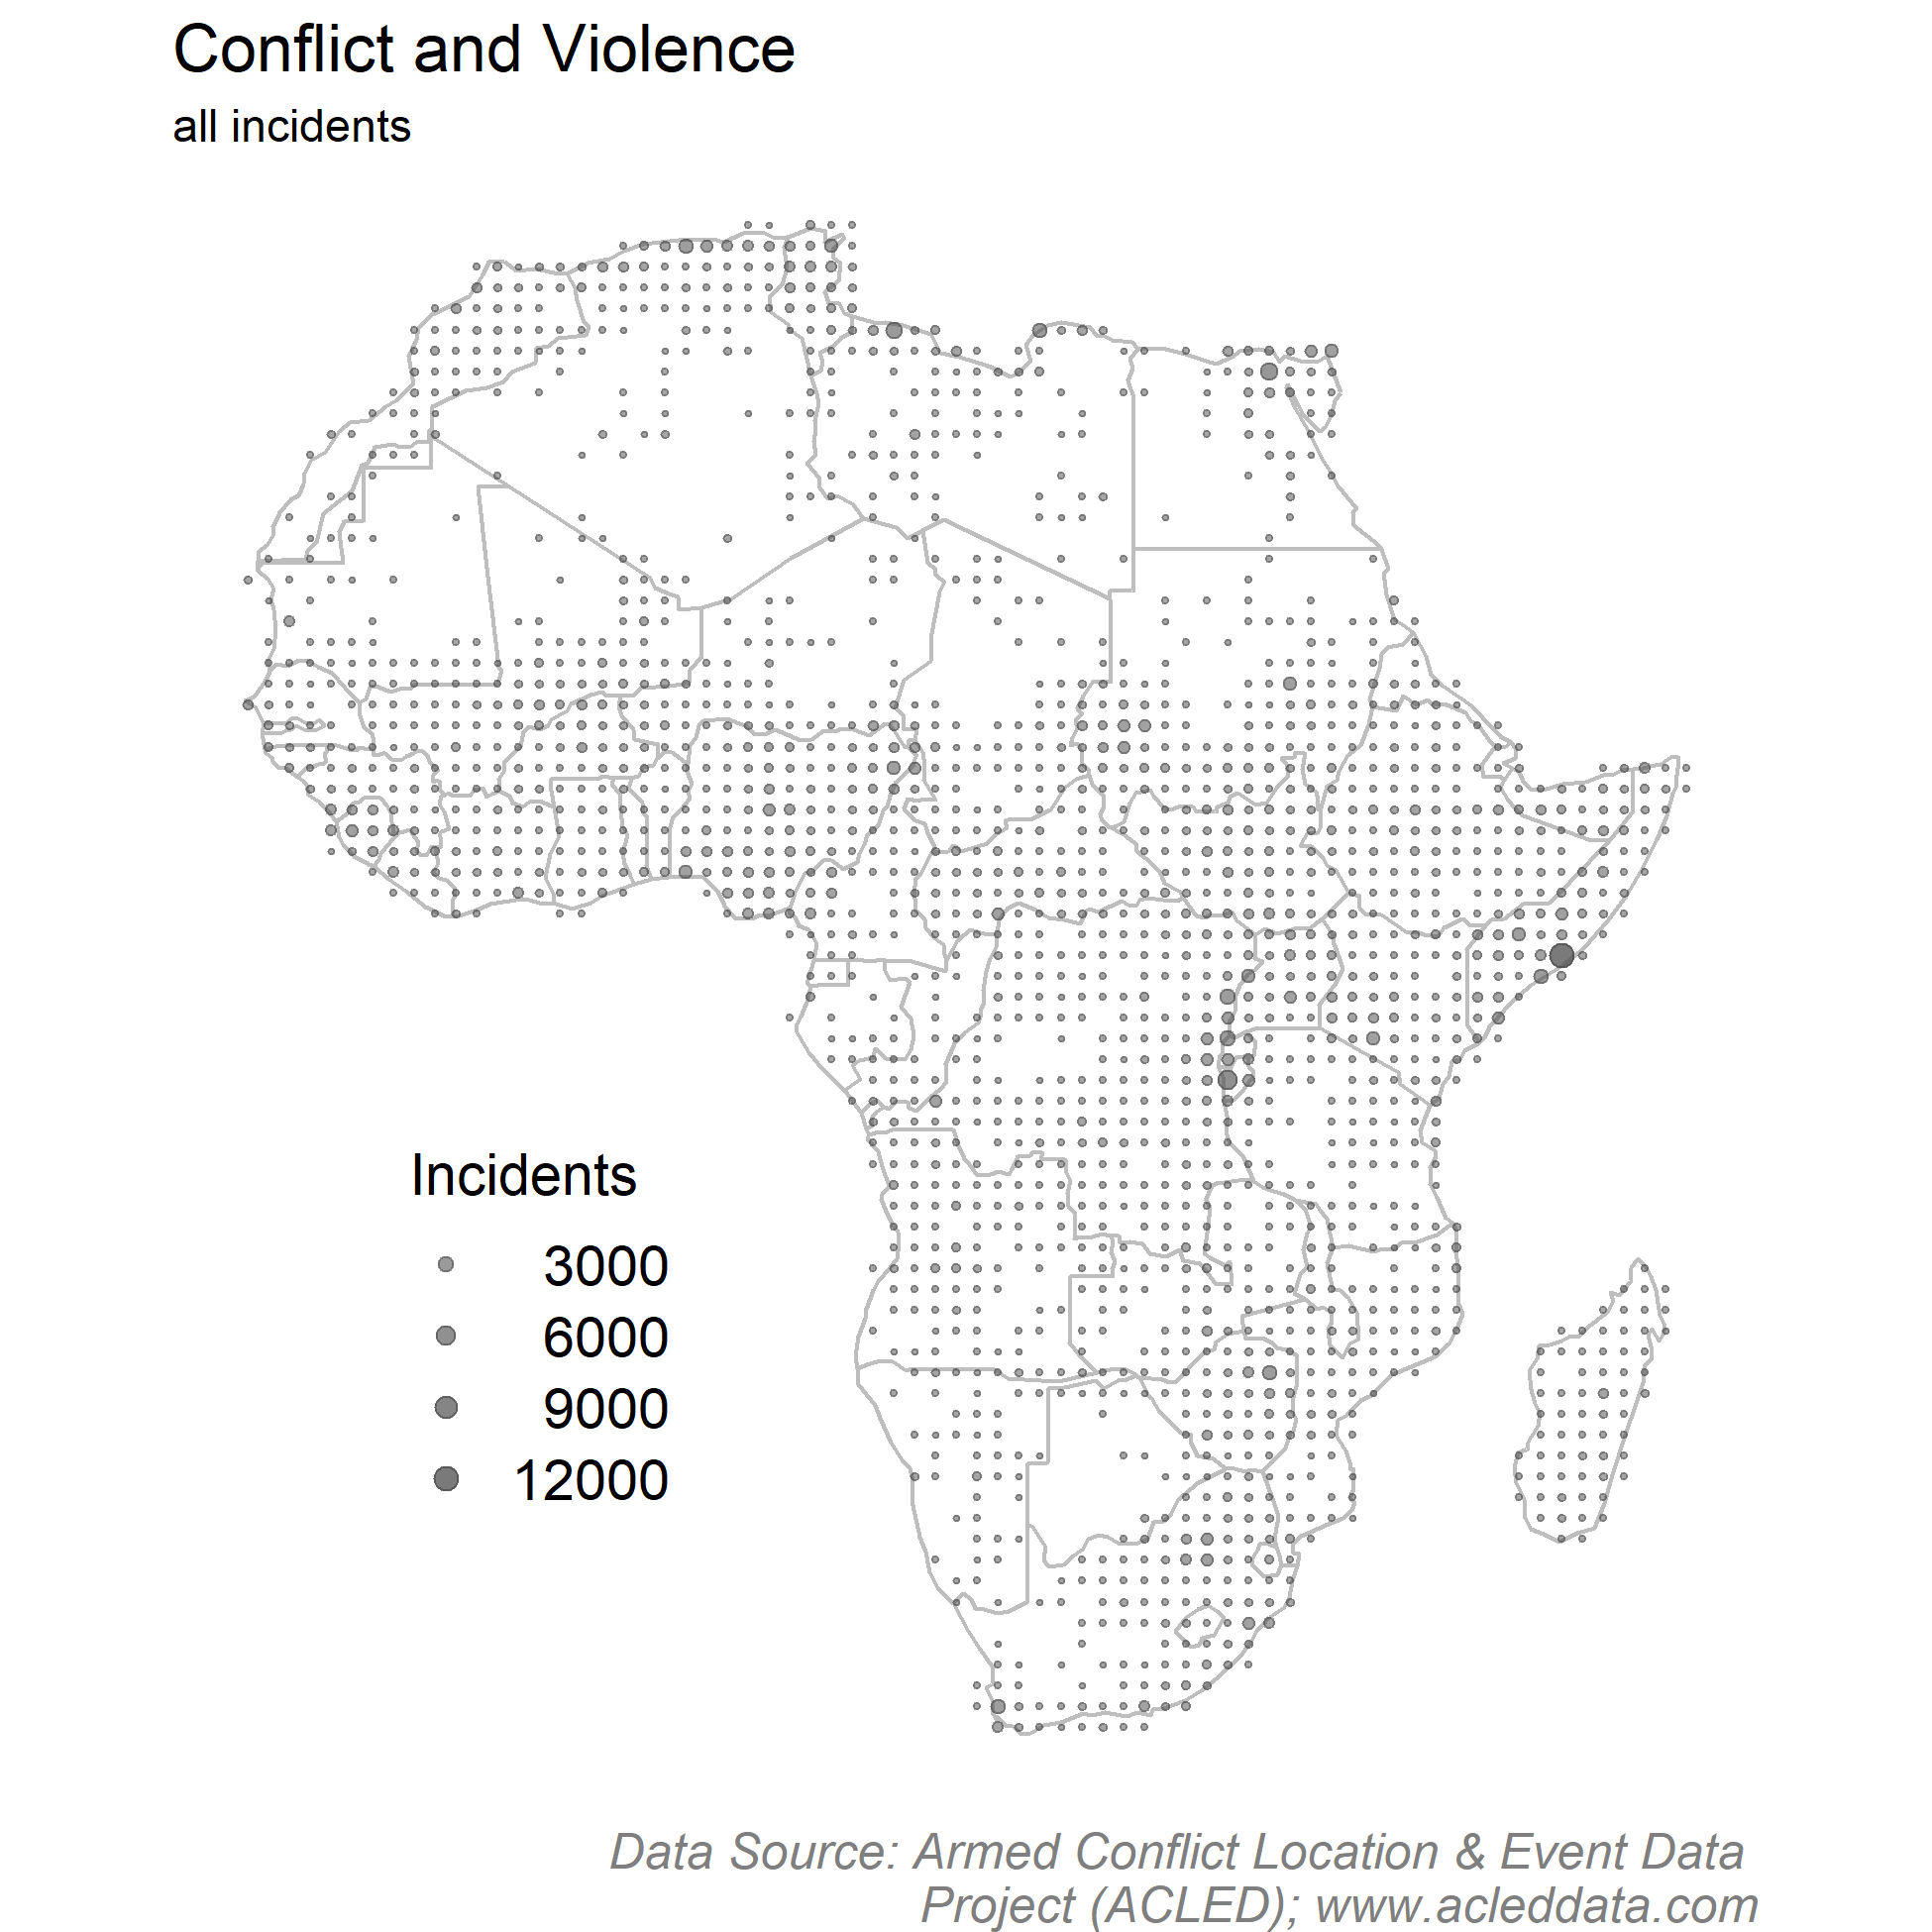 Conflict and Violence
all incidents
Incidents
3000
6000
9000
12000
Data Source: Armed Conflict Location & Event Data
Project (ACLED); www.acleddata.com